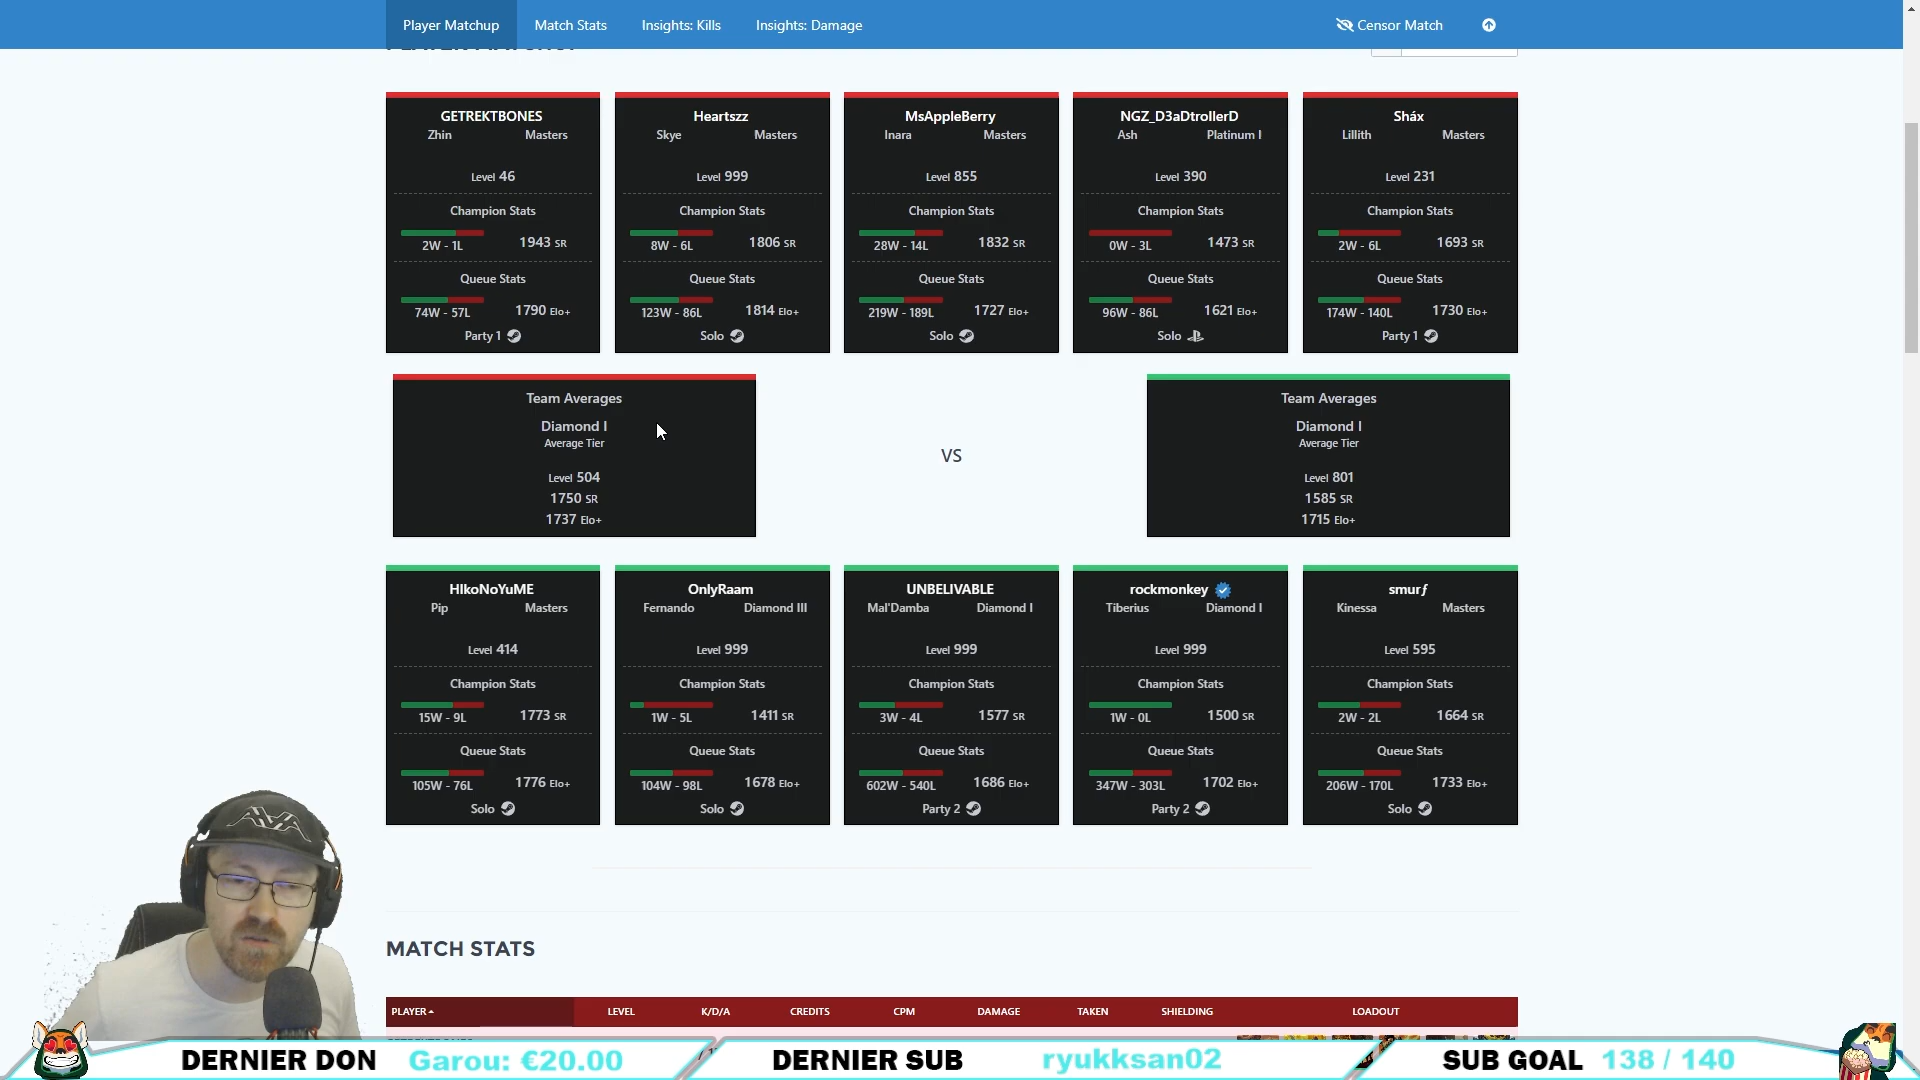 Player Matchup Match Stats Insights: Kills Insights: Damage Censor Match
GETREKTBONES
Zhin Masters
Level 46
Champion Stats
2W - 1L 1943 SR
Queue Stats
74W - 57L 1790 Elo+
Party 1
Heartszz
Skye Masters
Level 999
Champion Stats
8W - 6L 1806 SR
Queue Stats
123W - 86L 1814 Elo+
Solo
MsAppleBerry
Inara Masters
Level 855
Champion Stats
28W - 14L 1832 SR
Queue Stats
219W - 189L 1727 Elo+
Solo
NGZ_D3aDtrollerD
Ash Platinum I
Level 390
Champion Stats
0W - 3L 1473 SR
Queue Stats
96W - 86L 1621 Elo+
Solo
Sháx
Lillith Masters
Level 231
Champion Stats
2W - 6L 1693 SR
Queue Stats
174W - 140L 1730 Elo+
Party 1
Team Averages
Diamond I
Average Tier
Level 504
1750 SR
1737 Elo+
VS
Team Averages
Diamond I
Average Tier
Level 801
1585 SR
1715 Elo+
HIkoNoYuME
Pip Masters
Level 414
Champion Stats
15W - 9L 1773 SR
Queue Stats
105W - 76L 1776 Elo+
Solo
OnlyRaam
Fernando Diamond III
Level 999
Champion Stats
1W - 5L 1411 SR
Queue Stats
104W - 98L 1678 Elo+
Solo
UNBELIVABLE
Mal'Damba Diamond I
Level 999
Champion Stats
3W - 4L 1577 SR
Queue Stats
602W - 540L 1686 Elo+
Party 2
rockmonkey
Tiberius Diamond I
Level 999
Champion Stats
1W - 0L 1500 SR
Queue Stats
347W - 303L 1702 Elo+
Party 2
smurƒ
Kinessa Masters
Level 595
Champion Stats
2W - 2L 1664 SR
Queue Stats
206W - 170L 1733 Elo+
Solo
MATCH STATS
PLAYER LEVEL K/D/A CREDITS CPM DAMAGE TAKEN SHIELDING LOADOUT
AVA
DERNIER DON Garou: €20.00 DERNIER SUB ryukksan02 SUB GOAL 138 / 140